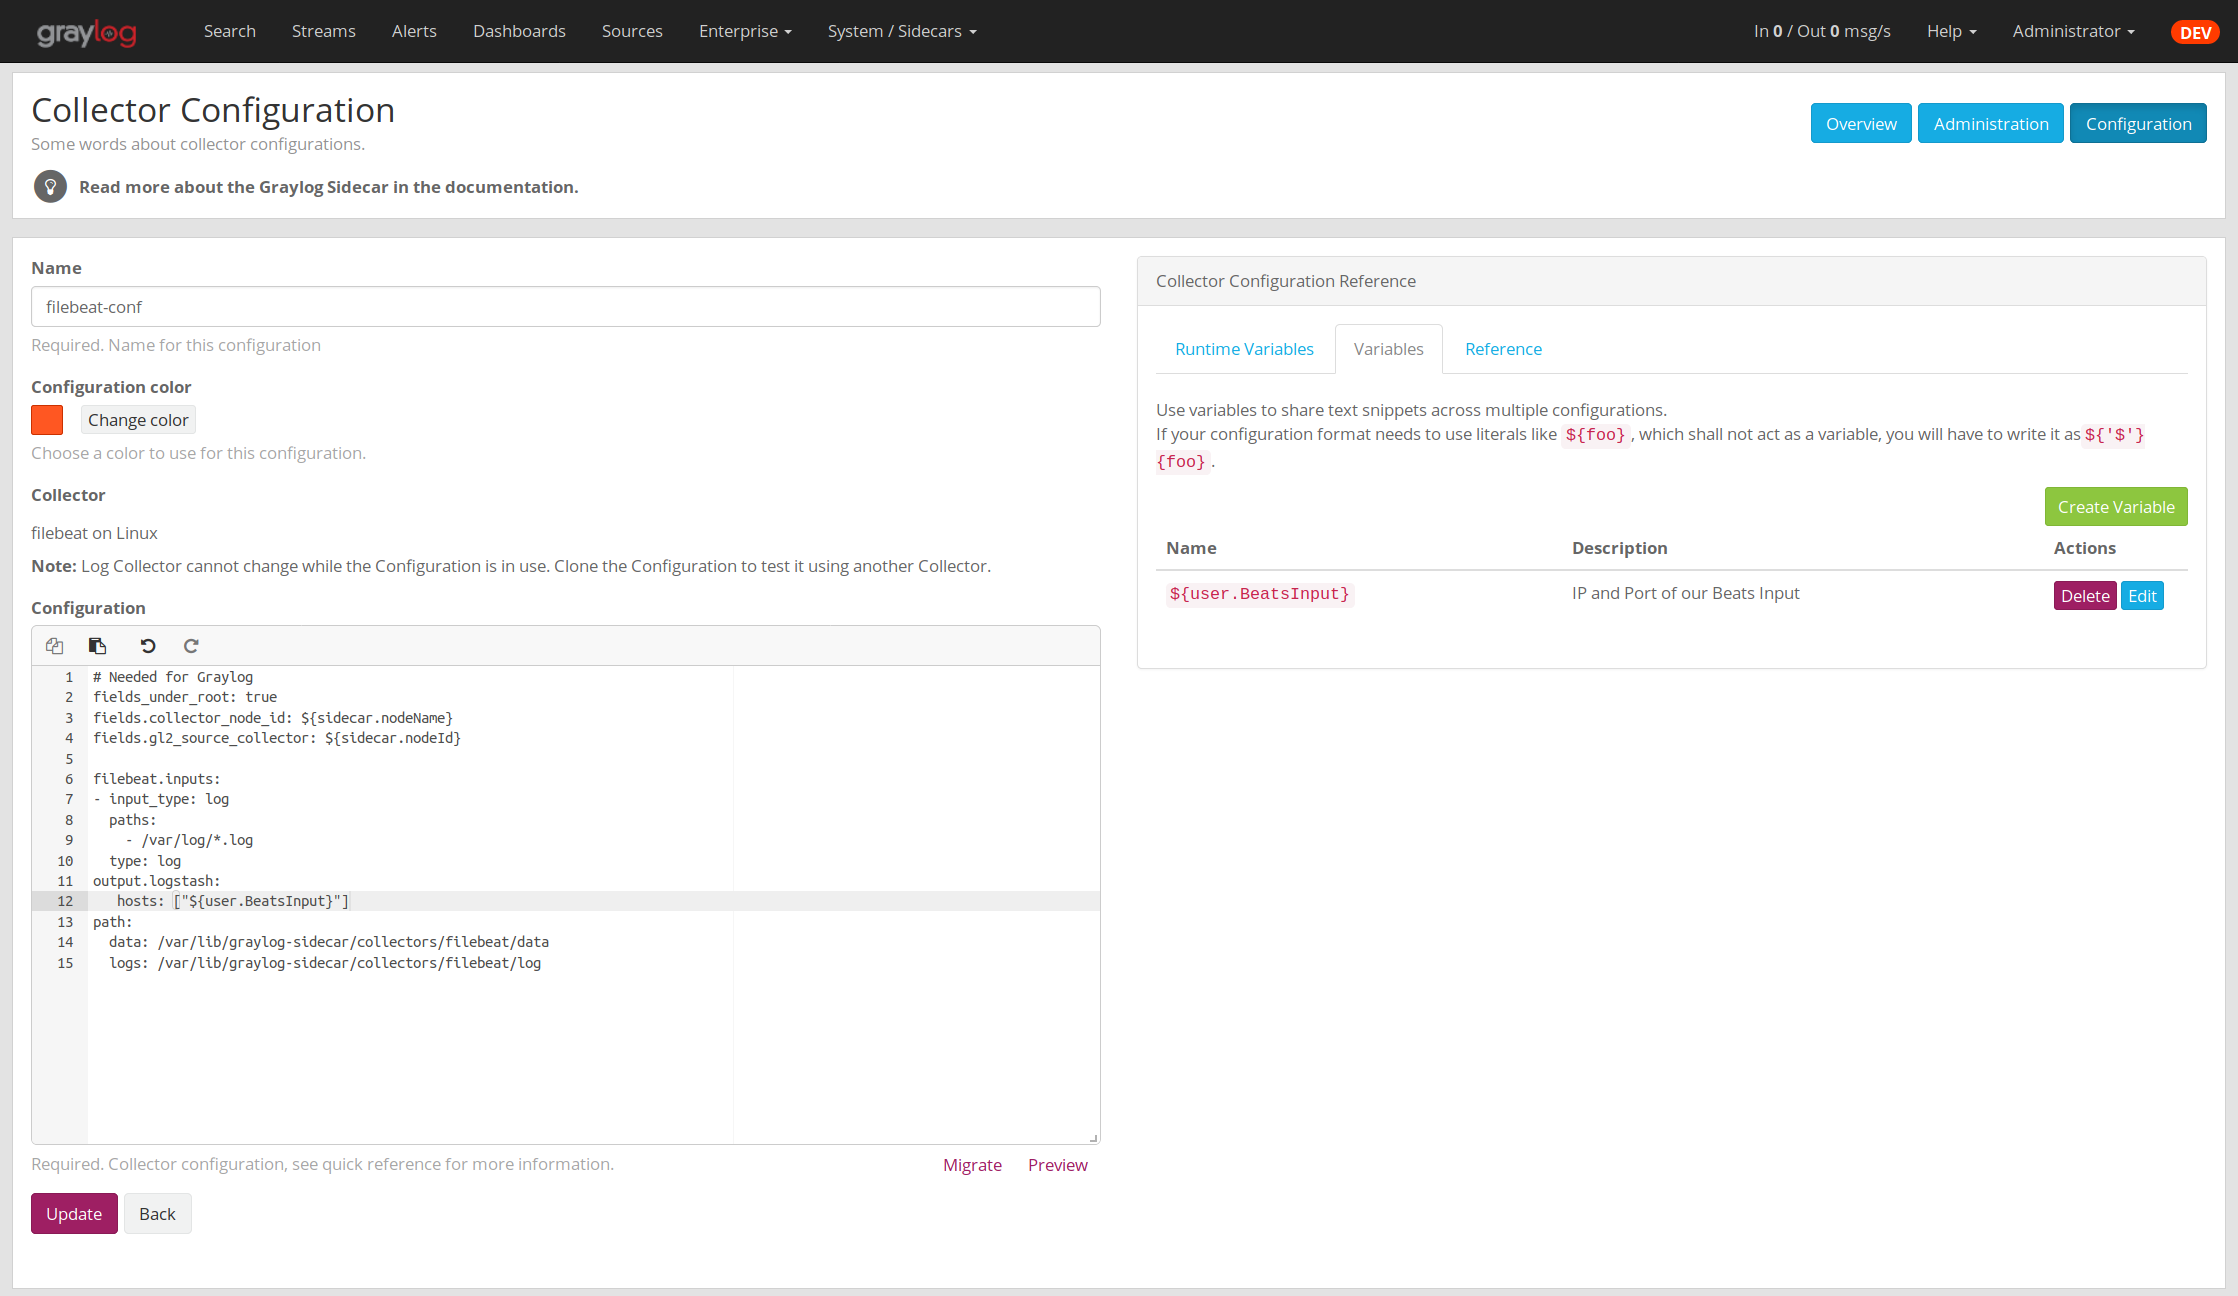 graylog Search Streams Alerts Dashboards Sources Enterprise System / Sidecars In 0 / Out 0 msg/s Help Administrator DEV
Collector Configuration
Some words about collector configurations.
Read more about the Graylog Sidecar in the documentation.
Overview Administration Configuration
Name
filebeat-conf
Required. Name for this configuration
Configuration color
Change color
Choose a color to use for this configuration.
Collector
filebeat on Linux
Note: Log Collector cannot change while the Configuration is in use. Clone the Configuration to test it using another Collector.
Configuration
1 # Needed for Graylog
2 fields_under_root: true
3 fields.collector_node_id: ${sidecar.nodeName}
4 fields.gl2_source_collector: ${sidecar.nodeId}
5
6 filebeat.inputs:
7 - input_type: log
8   paths:
9     - /var/log/*.log
10   type: log
11 output.logstash:
12    hosts: ["${user.BeatsInput}"]
13 path:
14   data: /var/lib/graylog-sidecar/collectors/filebeat/data
15   logs: /var/lib/graylog-sidecar/collectors/filebeat/log
Required. Collector configuration, see quick reference for more information.
Migrate Preview
Update Back
Collector Configuration Reference
Runtime Variables Variables Reference
Use variables to share text snippets across multiple configurations.
If your configuration format needs to use literals like ${foo}, which shall not act as a variable, you will have to write it as ${'$'}
{foo}.
Create Variable
Name Description Actions
${user.BeatsInput} IP and Port of our Beats Input Delete Edit